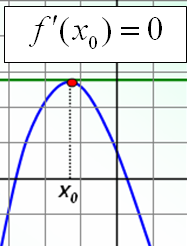 f′(x₀) = 0
x₀